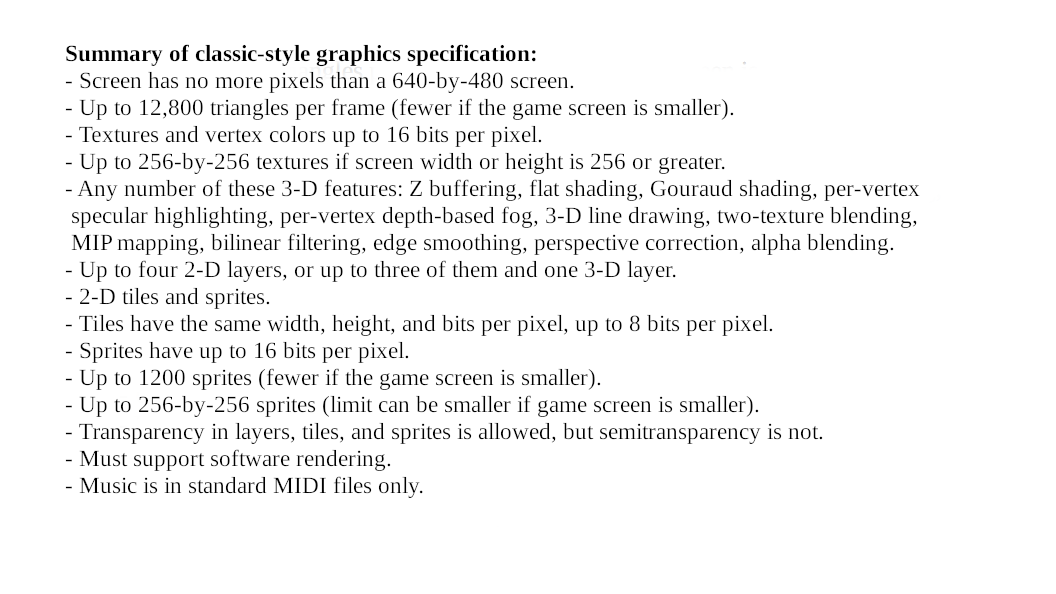 Summary of classic-style graphics specification:
- Screen has no more pixels than a 640-by-480 screen.
- Up to 12,800 triangles per frame (fewer if the game screen is smaller).
- Textures and vertex colors up to 16 bits per pixel.
- Up to 256-by-256 textures if screen width or height is 256 or greater.
- Any number of these 3-D features: Z buffering, flat shading, Gouraud shading, per-vertex
specular highlighting, per-vertex depth-based fog, 3-D line drawing, two-texture blending,
MIP mapping, bilinear filtering, edge smoothing, perspective correction, alpha blending.
- Up to four 2-D layers, or up to three of them and one 3-D layer.
- 2-D tiles and sprites.
- Tiles have the same width, height, and bits per pixel, up to 8 bits per pixel.
- Sprites have up to 16 bits per pixel.
- Up to 1200 sprites (fewer if the game screen is smaller).
- Up to 256-by-256 sprites (limit can be smaller if game screen is smaller).
- Transparency in layers, tiles, and sprites is allowed, but semitransparency is not.
- Must support software rendering.
- Music is in standard MIDI files only.